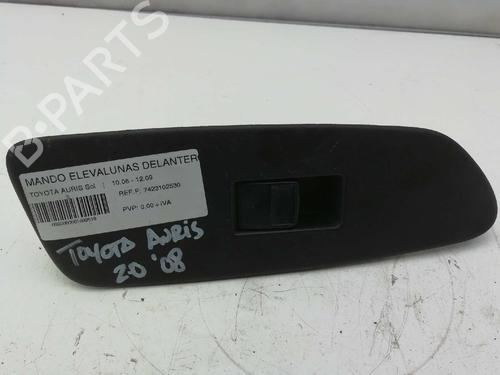 B-PARTS
MANDO ELEVALUNAS DELANTERO
TOYOTA AURIS Sol | 10.06 - 12.09
REF.F: 7423102530
PVP: 0.00 + IVA
TOYOTA AURIS
2.0 '08